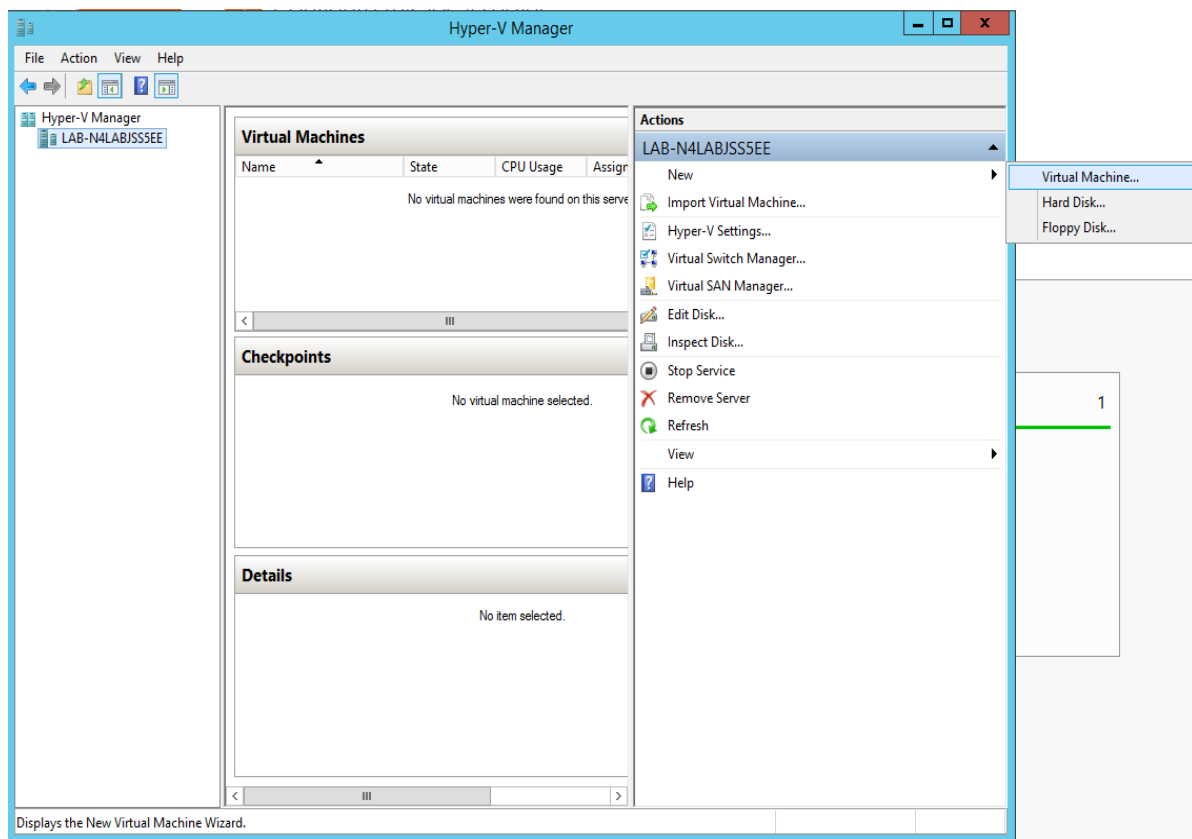 Hyper-V Manager
File Action View Help
Hyper-V Manager
LAB-N4LABJSS5EE
Virtual Machines
Name State CPU Usage Assigr
No virtual machines were found on this serve
Checkpoints
No virtual machine selected.
Details
No item selected.
Actions
LAB-N4LABJSS5EE
New
Import Virtual Machine...
Hyper-V Settings...
Virtual Switch Manager...
Virtual SAN Manager...
Edit Disk...
Inspect Disk...
Stop Service
Remove Server
Refresh
View
Help
Virtual Machine...
Hard Disk...
Floppy Disk...
1
Displays the New Virtual Machine Wizard.